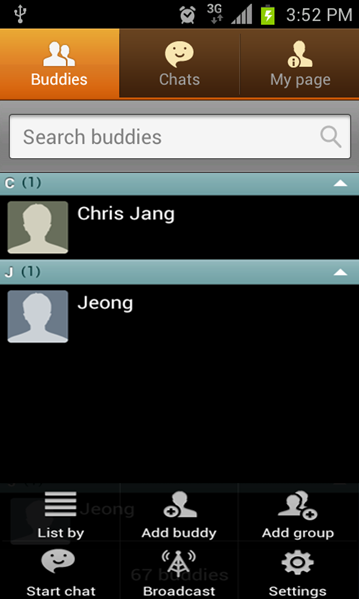 3G 3:52 PM
Buddies Chats My page
Search buddies
C (1)
Chris Jang
J (1)
Jeong
Jeong
List by Add buddy Add group
67 buddies
Start chat Broadcast Settings